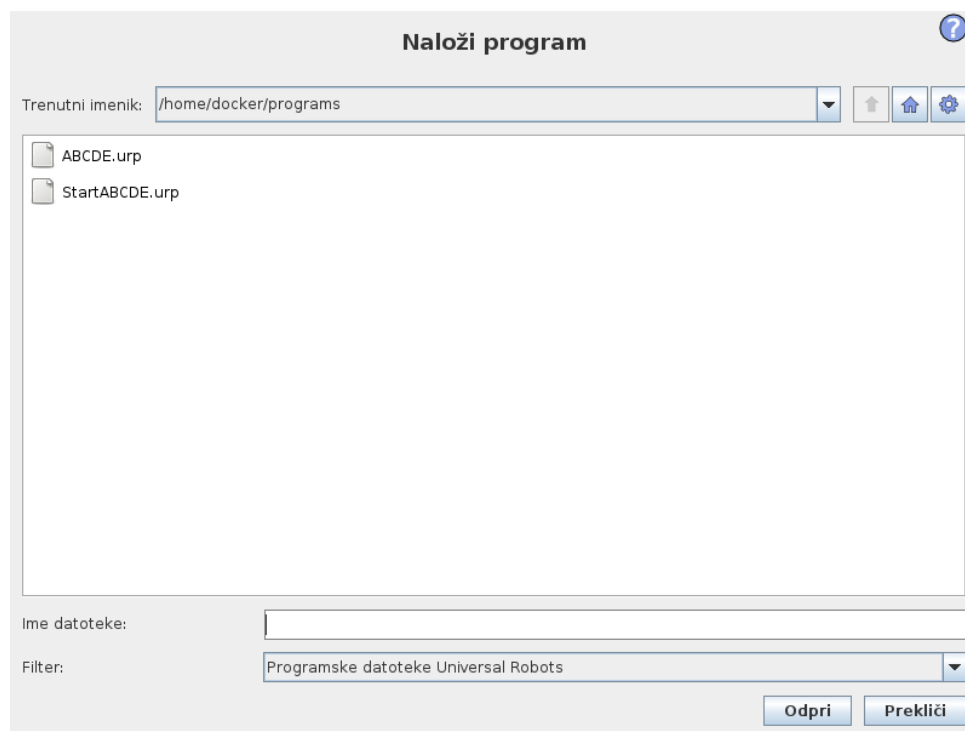 Naloži program
?
Trenutni imenik: /home/docker/programs
ABCDE.urp
StartABCDE.urp
Ime datoteke:
Filter: Programske datoteke Universal Robots
Odpri Prekliči